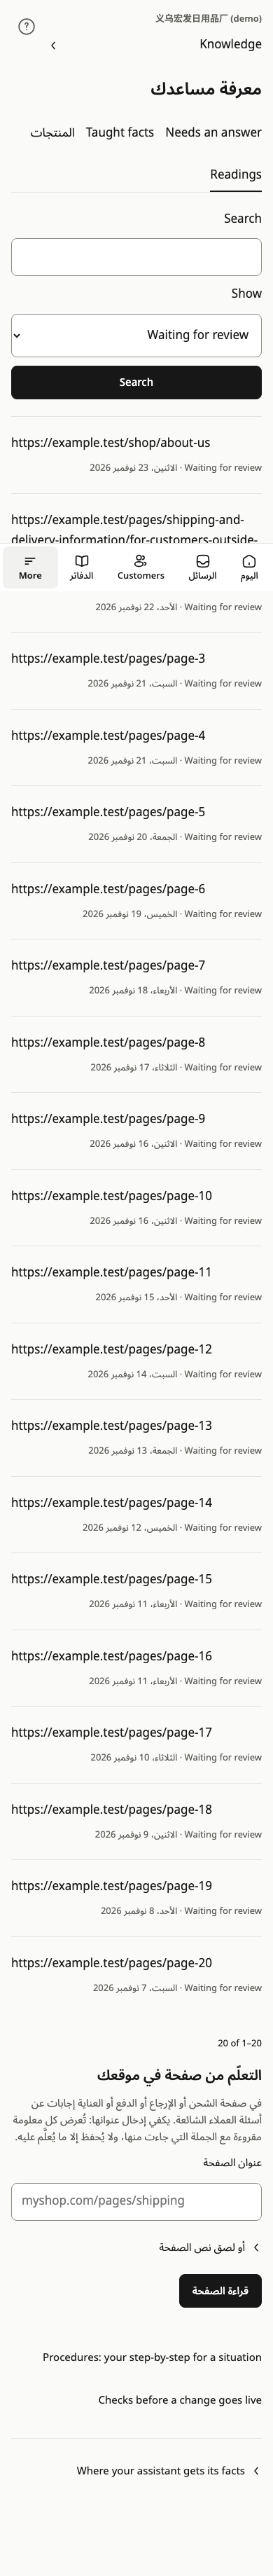 义乌宏发日用品厂 (demo)
Knowledge
معرفة مساعدك
Needs an answer
Taught facts
المنتجات
Readings
Search
Show
Waiting for review
Search
https://example.test/shop/about-us
Waiting for review · الاثنين، 23 نوفمبر 2026
https://example.test/pages/shipping-and-
delivery-information/for-customers-outside-
اليوم
الرسائل
Customers
الدفاتر
More
Waiting for review · الأحد، 22 نوفمبر 2026
https://example.test/pages/page-3
Waiting for review · السبت، 21 نوفمبر 2026
https://example.test/pages/page-4
Waiting for review · السبت، 21 نوفمبر 2026
https://example.test/pages/page-5
Waiting for review · الجمعة، 20 نوفمبر 2026
https://example.test/pages/page-6
Waiting for review · الخميس، 19 نوفمبر 2026
https://example.test/pages/page-7
Waiting for review · الأربعاء، 18 نوفمبر 2026
https://example.test/pages/page-8
Waiting for review · الثلاثاء، 17 نوفمبر 2026
https://example.test/pages/page-9
Waiting for review · الاثنين، 16 نوفمبر 2026
https://example.test/pages/page-10
Waiting for review · الاثنين، 16 نوفمبر 2026
https://example.test/pages/page-11
Waiting for review · الأحد، 15 نوفمبر 2026
https://example.test/pages/page-12
Waiting for review · السبت، 14 نوفمبر 2026
https://example.test/pages/page-13
Waiting for review · الجمعة، 13 نوفمبر 2026
https://example.test/pages/page-14
Waiting for review · الخميس، 12 نوفمبر 2026
https://example.test/pages/page-15
Waiting for review · الأربعاء، 11 نوفمبر 2026
https://example.test/pages/page-16
Waiting for review · الأربعاء، 11 نوفمبر 2026
https://example.test/pages/page-17
Waiting for review · الثلاثاء، 10 نوفمبر 2026
https://example.test/pages/page-18
Waiting for review · الاثنين، 9 نوفمبر 2026
https://example.test/pages/page-19
Waiting for review · الأحد، 8 نوفمبر 2026
https://example.test/pages/page-20
Waiting for review · السبت، 7 نوفمبر 2026
20 of 1–20
التعلّم من صفحة في موقعك
في صفحة الشحن أو الإرجاع أو الدفع أو العناية إجابات عن
أسئلة العملاء الشائعة. يكفي إدخال عنوانها: تُعرض كل معلومة
مقروءة مع الجملة التي جاءت منها، ولا يُحفظ إلا ما يُعلَّم عليه.
عنوان الصفحة
myshop.com/pages/shipping
أو لصق نص الصفحة
قراءة الصفحة
Procedures: your step-by-step for a situation
Checks before a change goes live
Where your assistant gets its facts